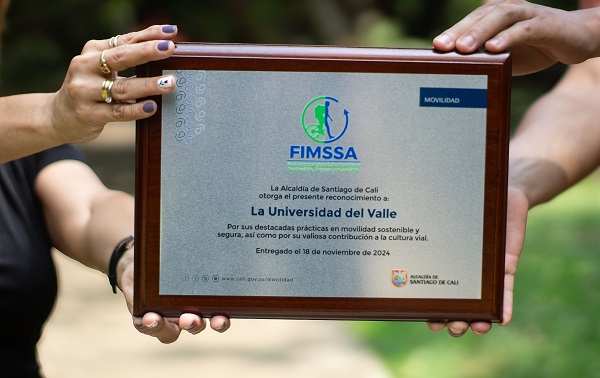 MOVILIDAD
FIMSSA
La Alcaldía de Santiago de Cali
otorga el presente reconocimiento a:
La Universidad del Valle
Por sus destacadas prácticas en movilidad sostenible y
segura, así como por su valiosa contribución a la cultura vial.
Entregado el 18 de noviembre de 2024
www.cali.gov.co/movilidad
ALCALDÍA DE
SANTIAGO DE CALI